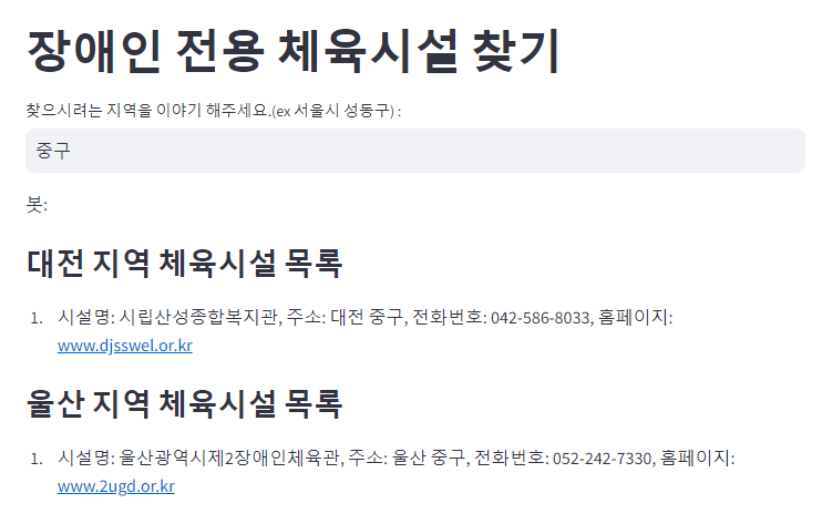 장애인 전용 체육시설 찾기
찾으시려는 지역을 이야기 해주세요.(ex 서울시 성동구) :
중구
봇:
대전 지역 체육시설 목록
1. 시설명: 시립산성종합복지관, 주소: 대전 중구, 전화번호: 042-586-8033, 홈페이지:
www.djsswel.or.kr
울산 지역 체육시설 목록
1. 시설명: 울산광역시제2장애인체육관, 주소: 울산 중구, 전화번호: 052-242-7330, 홈페이지:
www.2ugd.or.kr